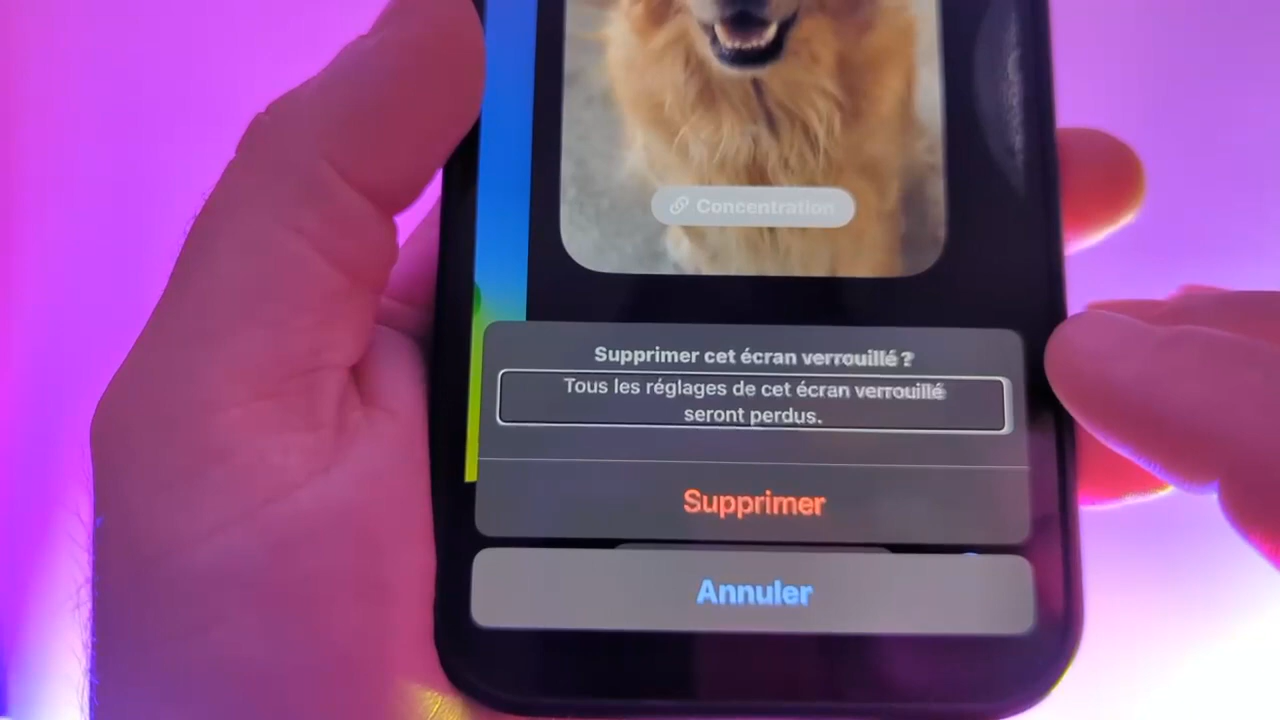 Concentration
Supprimer cet écran verrouillé ?
Tous les réglages de cet écran verrouillé
seront perdus.
Supprimer
Annuler